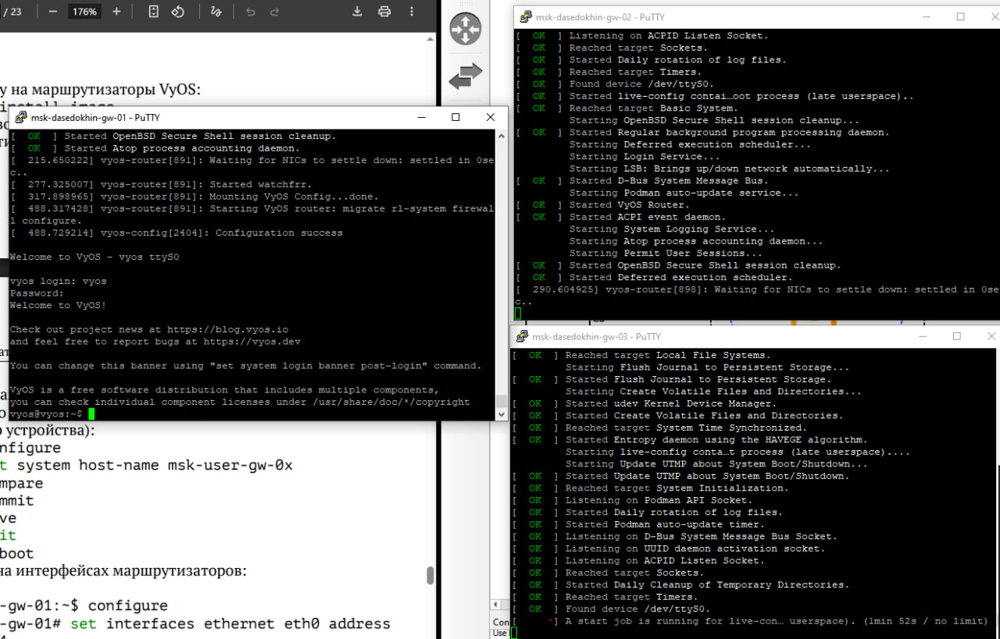 / 23
176%
у на маршрутизаторы VyOS:
о устройства):
nfigure
t system host-name msk-user-gw-0x
mpare
mmit
ve
it
boot
на интерфейсах маршрутизаторов:
-gw-01:~$ configure
-gw-01# set interfaces ethernet eth0 address
msk-dasedokhin-gw-01 - PuTTY
[  OK  ] Started OpenBSD Secure Shell session cleanup.
[  OK  ] Started Atop process accounting daemon.
[  215.650222] vyos-router[891]: Waiting for NICs to settle down: settled in 0se
c..
[  277.325007] vyos-router[891]: Started watchfrr.
[  317.898965] vyos-router[891]: Mounting VyOS Config...done.
[  488.317428] vyos-router[891]: Starting VyOS router: migrate rl-system firewal
l configure.
[  488.729214] vyos-config[2404]: Configuration success
Welcome to VyOS - vyos ttyS0
vyos login: vyos
Password:
Welcome to VyOS!
Check out project news at https://blog.vyos.io
and feel free to report bugs at https://vyos.dev
You can change this banner using "set system login banner post-login" command.
VyOS is a free software distribution that includes multiple components,
you can check individual component licenses under /usr/share/doc/*/copyright
vyos@vyos:~$
msk-dasedokhin-gw-02 - PuTTY
[  OK  ] Listening on ACPID Listen Socket.
[  OK  ] Reached target Sockets.
[  OK  ] Started Daily rotation of log files.
[  OK  ] Reached target Timers.
[  OK  ] Found device /dev/ttyS0.
[  OK  ] Started live-config contai…oot process (late userspace)..
[  OK  ] Reached target Basic System.
Starting OpenBSD Secure Shell session cleanup...
[  OK  ] Started Regular background program processing daemon.
Starting Deferred execution scheduler...
Starting Login Service...
Starting LSB: Brings up/down network automatically...
[  OK  ] Started D-Bus System Message Bus.
Starting Podman auto-update service...
[  OK  ] Started VyOS Router.
[  OK  ] Started ACPI event daemon.
Starting System Logging Service...
Starting Atop process accounting daemon...
Starting Permit User Sessions...
[  OK  ] Started OpenBSD Secure Shell session cleanup.
[  OK  ] Started Deferred execution scheduler.
[  290.604925] vyos-router[898]: Waiting for NICs to settle down: settled in 0se
c..
msk-dasedokhin-gw-03 - PuTTY
[  OK  ] Reached target Local File Systems.
Starting Flush Journal to Persistent Storage...
[  OK  ] Started Flush Journal to Persistent Storage.
Starting Create Volatile Files and Directories...
[  OK  ] Started udev Kernel Device Manager.
[  OK  ] Started Create Volatile Files and Directories.
[  OK  ] Reached target System Time Synchronized.
[  OK  ] Started Entropy daemon using the HAVEGE algorithm.
Starting live-config conta…t process (late userspace)....
Starting Update UTMP about System Boot/Shutdown...
[  OK  ] Started Update UTMP about System Boot/Shutdown.
[  OK  ] Reached target System Initialization.
[  OK  ] Listening on Podman API Socket.
[  OK  ] Started Daily rotation of log files.
[  OK  ] Started Podman auto-update timer.
[  OK  ] Listening on D-Bus System Message Bus Socket.
[  OK  ] Listening on UUID daemon activation socket.
[  OK  ] Listening on ACPID Listen Socket.
[  OK  ] Reached target Sockets.
[  OK  ] Started Daily Cleanup of Temporary Directories.
[  OK  ] Reached target Timers.
[  OK  ] Found device /dev/ttyS0.
[     *] A start job is running for live-con… userspace). (1min 52s / no limit)
Con
Use